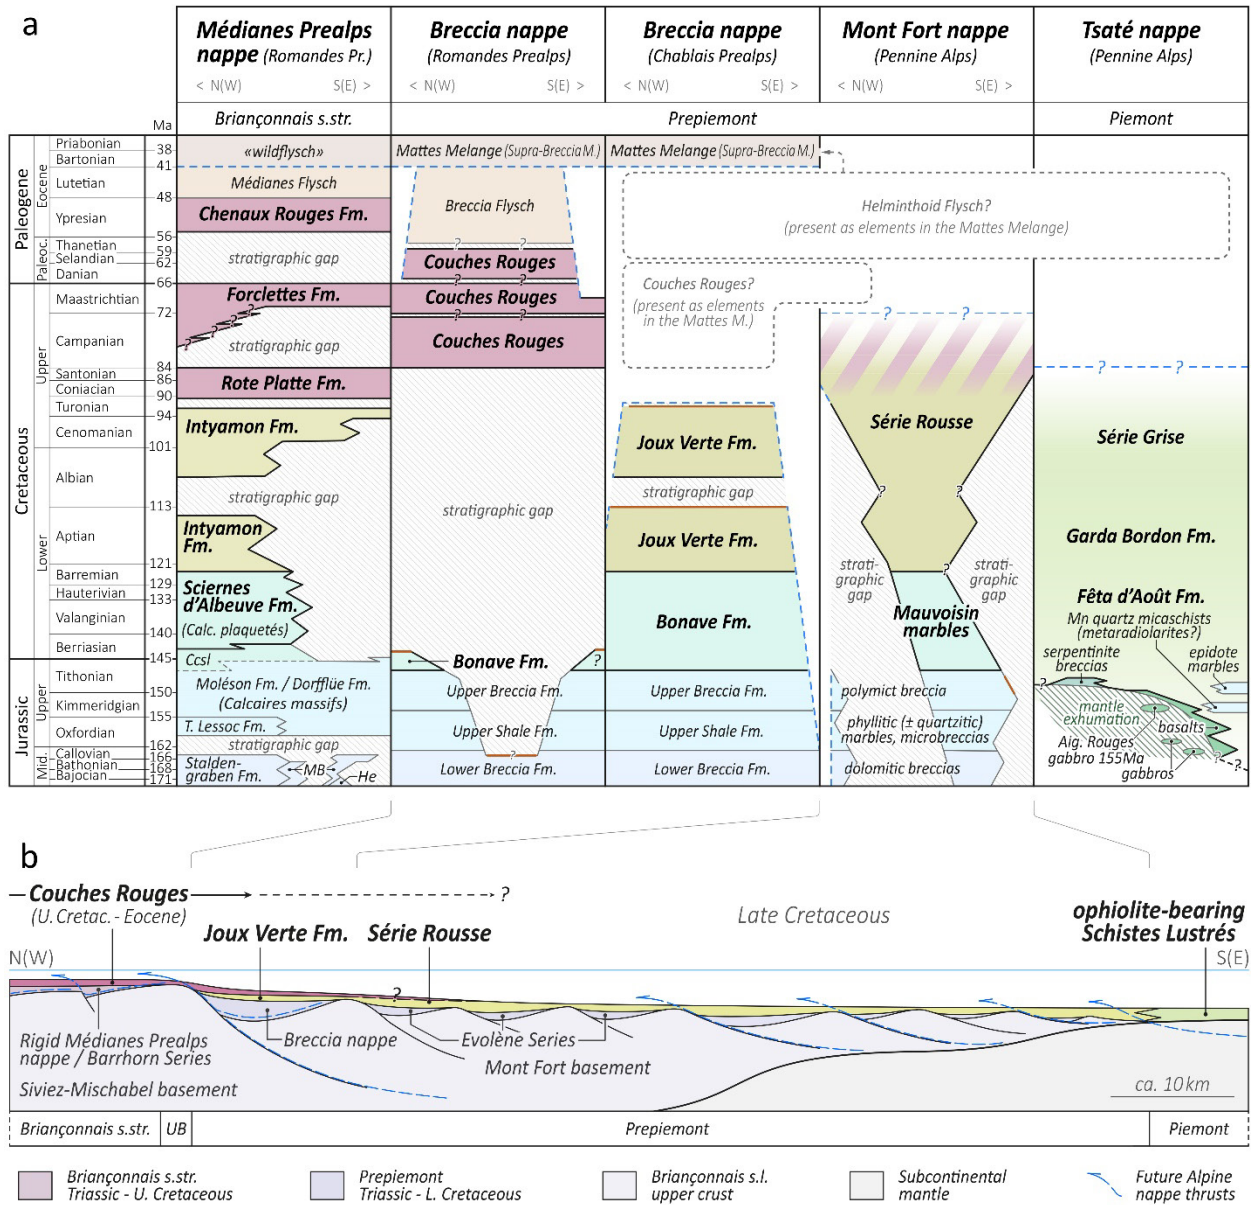 a
Médianes Prealps
nappe (Romandes Pr.)
< N(W) S(E) >
Breccia nappe
(Romandes Prealps)
< N(W) S(E) >
Breccia nappe
(Chablais Prealps)
< N(W) S(E) >
Mont Fort nappe
(Pennine Alps)
< N(W) S(E) >
Tsaté nappe
(Pennine Alps)
Ma
Briançonnais s.str.
Prepiemont
Piemont
Paleogene
Eocene
Paleoc.
Cretaceous
Upper
Lower
Jurassic
Upper
Mid.
Priabonian
38
Bartonian
41
Lutetian
48
Ypresian
56
Thanetian
59
Selandian
62
Danian
66
Maastrichtian
72
Campanian
84
Santonian
86
Coniacian
90
Turonian
94
Cenomanian
101
Albian
113
Aptian
121
Barremian
129
Hauterivian
133
Valanginian
140
Berriasian
145
Tithonian
150
Kimmeridgian
155
Oxfordian
162
Callovian
166
Bathonian
168
Bajocian
171
«wildflysch»
Médianes Flysch
Chenaux Rouges Fm.
stratigraphic gap
Forclettes Fm.
? ? ? ?
stratigraphic gap
Rote Platte Fm.
Intyamon Fm.
stratigraphic gap
Intyamon
Fm.
Sciernes
d'Albeuve Fm.
(Calc. plaquetés)
Ccsl
Moléson Fm. / Dorfflüe Fm.
(Calcaires massifs)
T. Lessoc Fm.
stratigraphic gap
Stalden-
graben Fm.
MB
He
Mattes Melange (Supra-Breccia M.)
Breccia Flysch
? ?
Couches Rouges
? ?
Couches Rouges
? ?
Couches Rouges
stratigraphic gap
Bonave Fm.
?
Upper Breccia Fm.
Upper Shale Fm.
?
Lower Breccia Fm.
Mattes Melange (Supra-Breccia M.)
Helminthoid Flysch?
(present as elements in the Mattes Melange)
Couches Rouges?
(present as elements
in the Mattes M.)
Joux Verte Fm.
stratigraphic gap
Joux Verte Fm.
Bonave Fm.
Upper Breccia Fm.
Upper Shale Fm.
Lower Breccia Fm.
? ?
Série Rousse
? ?
strati-
graphic
gap
?
strati-
graphic
gap
Mauvoisin
marbles
polymict breccia
phyllitic (± quartzitic)
marbles, microbreccias
dolomitic breccias
? ?
Série Grise
Garda Bordon Fm.
Fêta d'Août Fm.
Mn quartz micaschists
(metaradiolarites?)
serpentinite
breccias
epidote
marbles
?
mantle
exhumation
basalts
Aig. Rouges
gabbro 155Ma
gabbros
? ?
b
Couches Rouges
?
(U.Cretac. - Eocene)
Late Cretaceous
Joux Verte Fm.
Série Rousse
ophiolite-bearing
Schistes Lustrés
N(W)
S(E)
?
Rigid Médianes Prealps
nappe / Barrhorn Series
Breccia nappe
Evolène Series
Mont Fort basement
Siviez-Mischabel basement
ca. 10 km
Briançonnais s.str.
UB
Prepiemont
Piemont
Briançonnais s.str.
Triassic - U. Cretaceous
Prepiemont
Triassic - L. Cretaceous
Briançonnais s.l.
upper crust
Subcontinental
mantle
Future Alpine
nappe thrusts